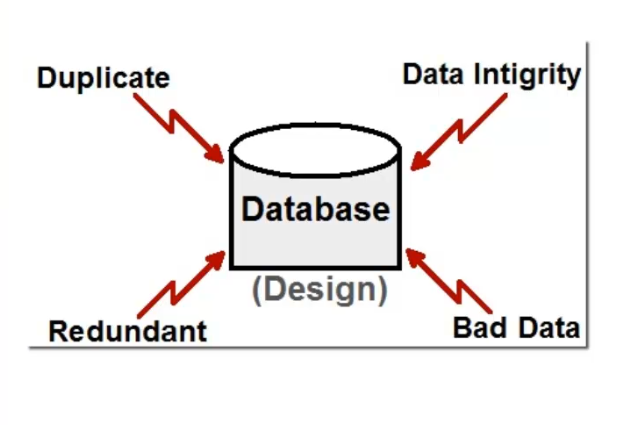 Duplicate
Data Intigrity
Database
(Design)
Redundant
Bad Data